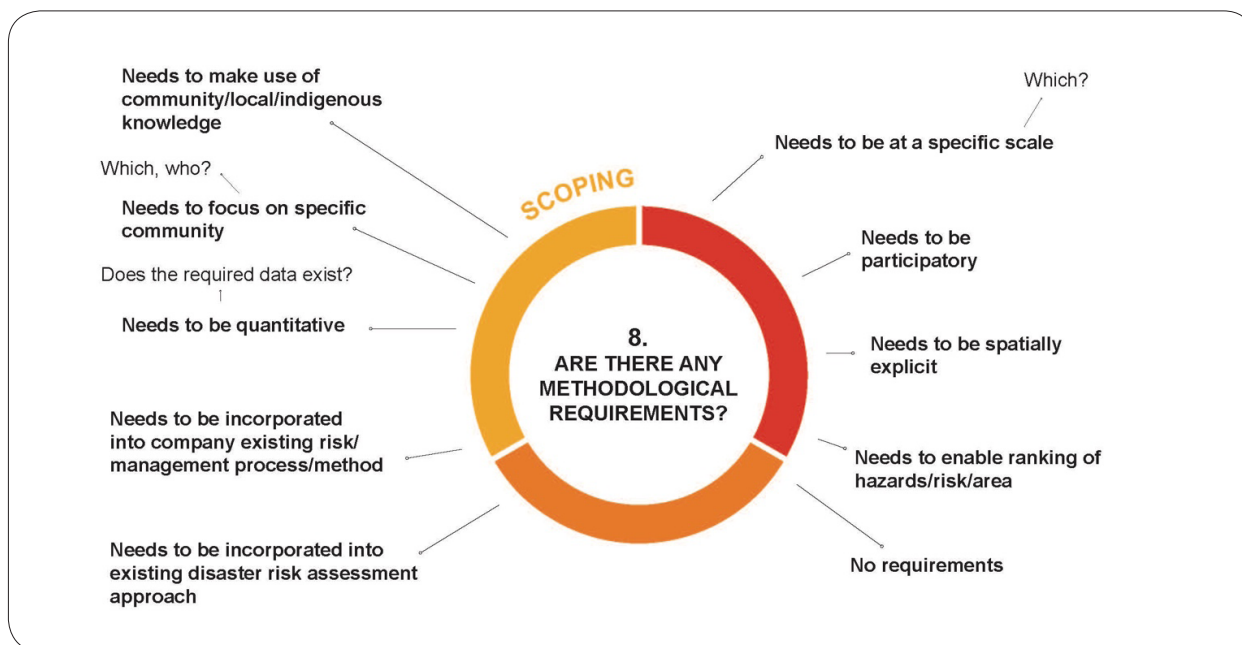 Needs to make use of
community/local/indigenous
knowledge
Which, who?
Needs to focus on specific
community
Does the required data exist?
Needs to be quantitative
Needs to be incorporated
into company existing risk/
management process/method
Needs to be incorporated into
existing disaster risk assessment
approach
SCOPING
8.
ARE THERE ANY
METHODOLOGICAL
REQUIREMENTS?
Which?
Needs to be at a specific scale
Needs to be
participatory
Needs to be spatially
explicit
Needs to enable ranking of
hazards/risk/area
No requirements